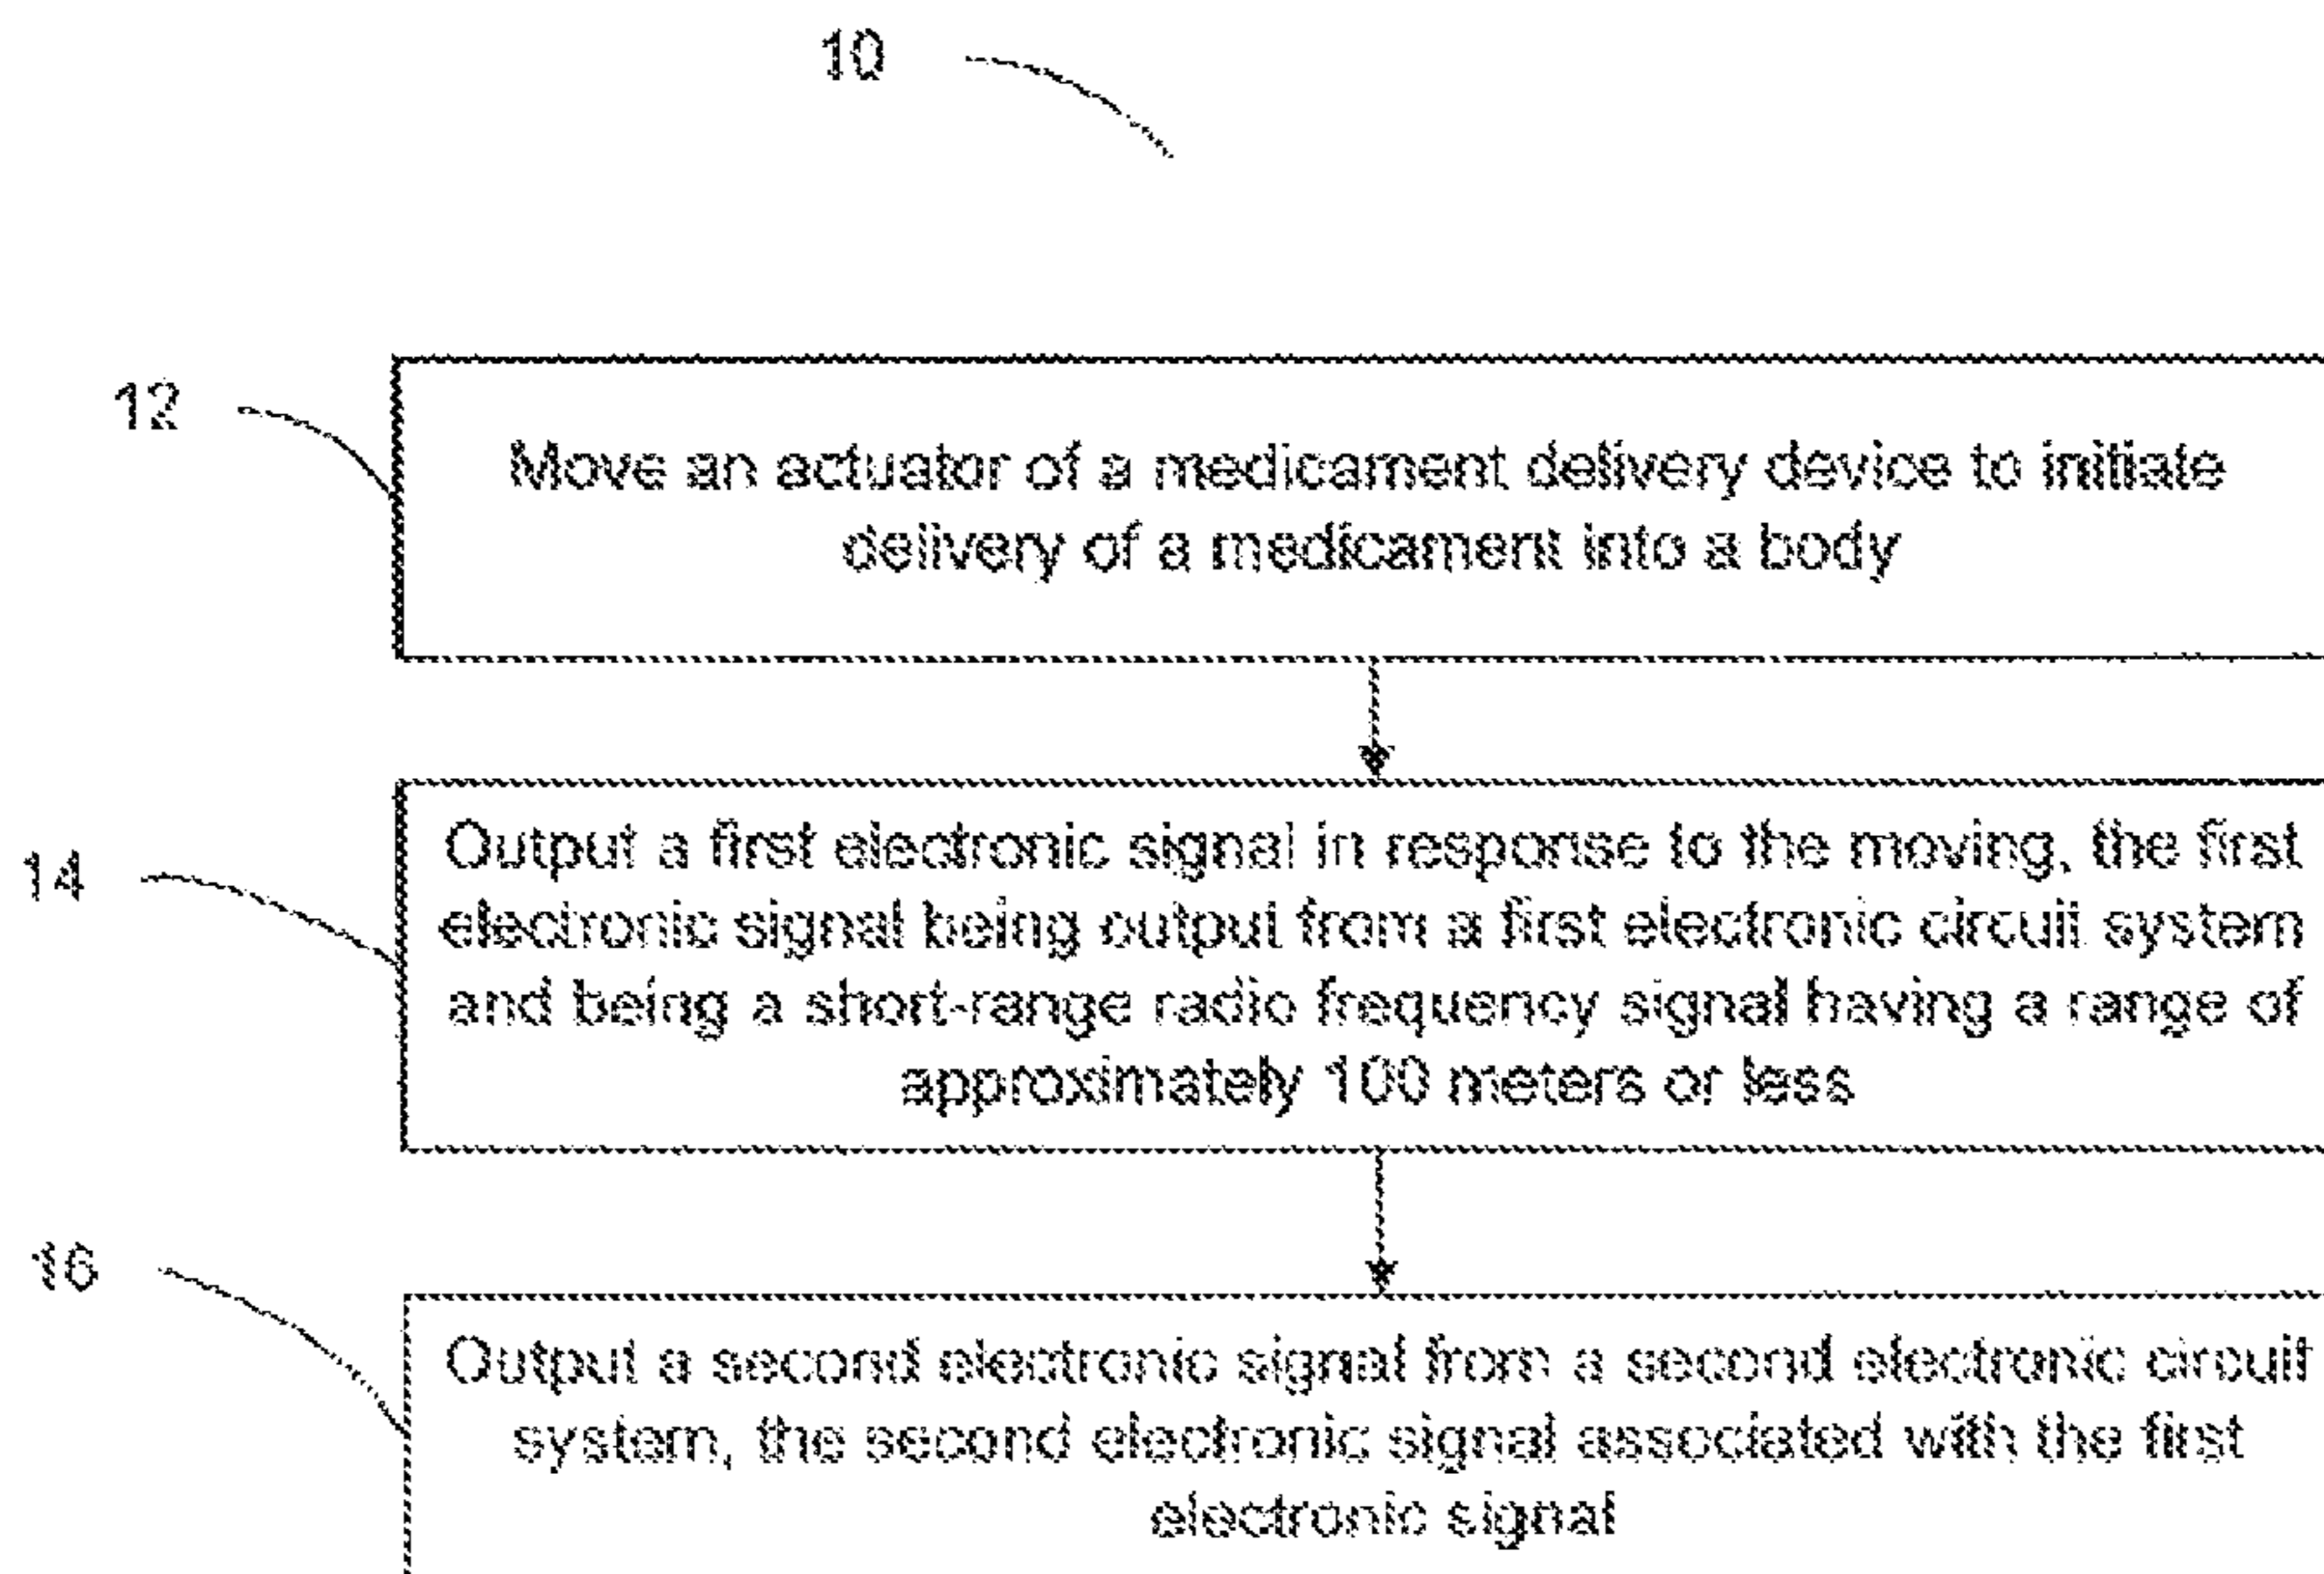 10
12
Move an actuator of a medicament delivery device to initiate
delivery of a medicament into a body
14
Output a first electronic signal in response to the moving, the first
electronic signal being output from a first electronic circuit system
and being a short-range radio frequency signal having a range of
approximately 100 meters or less
16
Output a second electronic signal from a second electronic circuit
system, the second electronic signal associated with the first
electronic signal